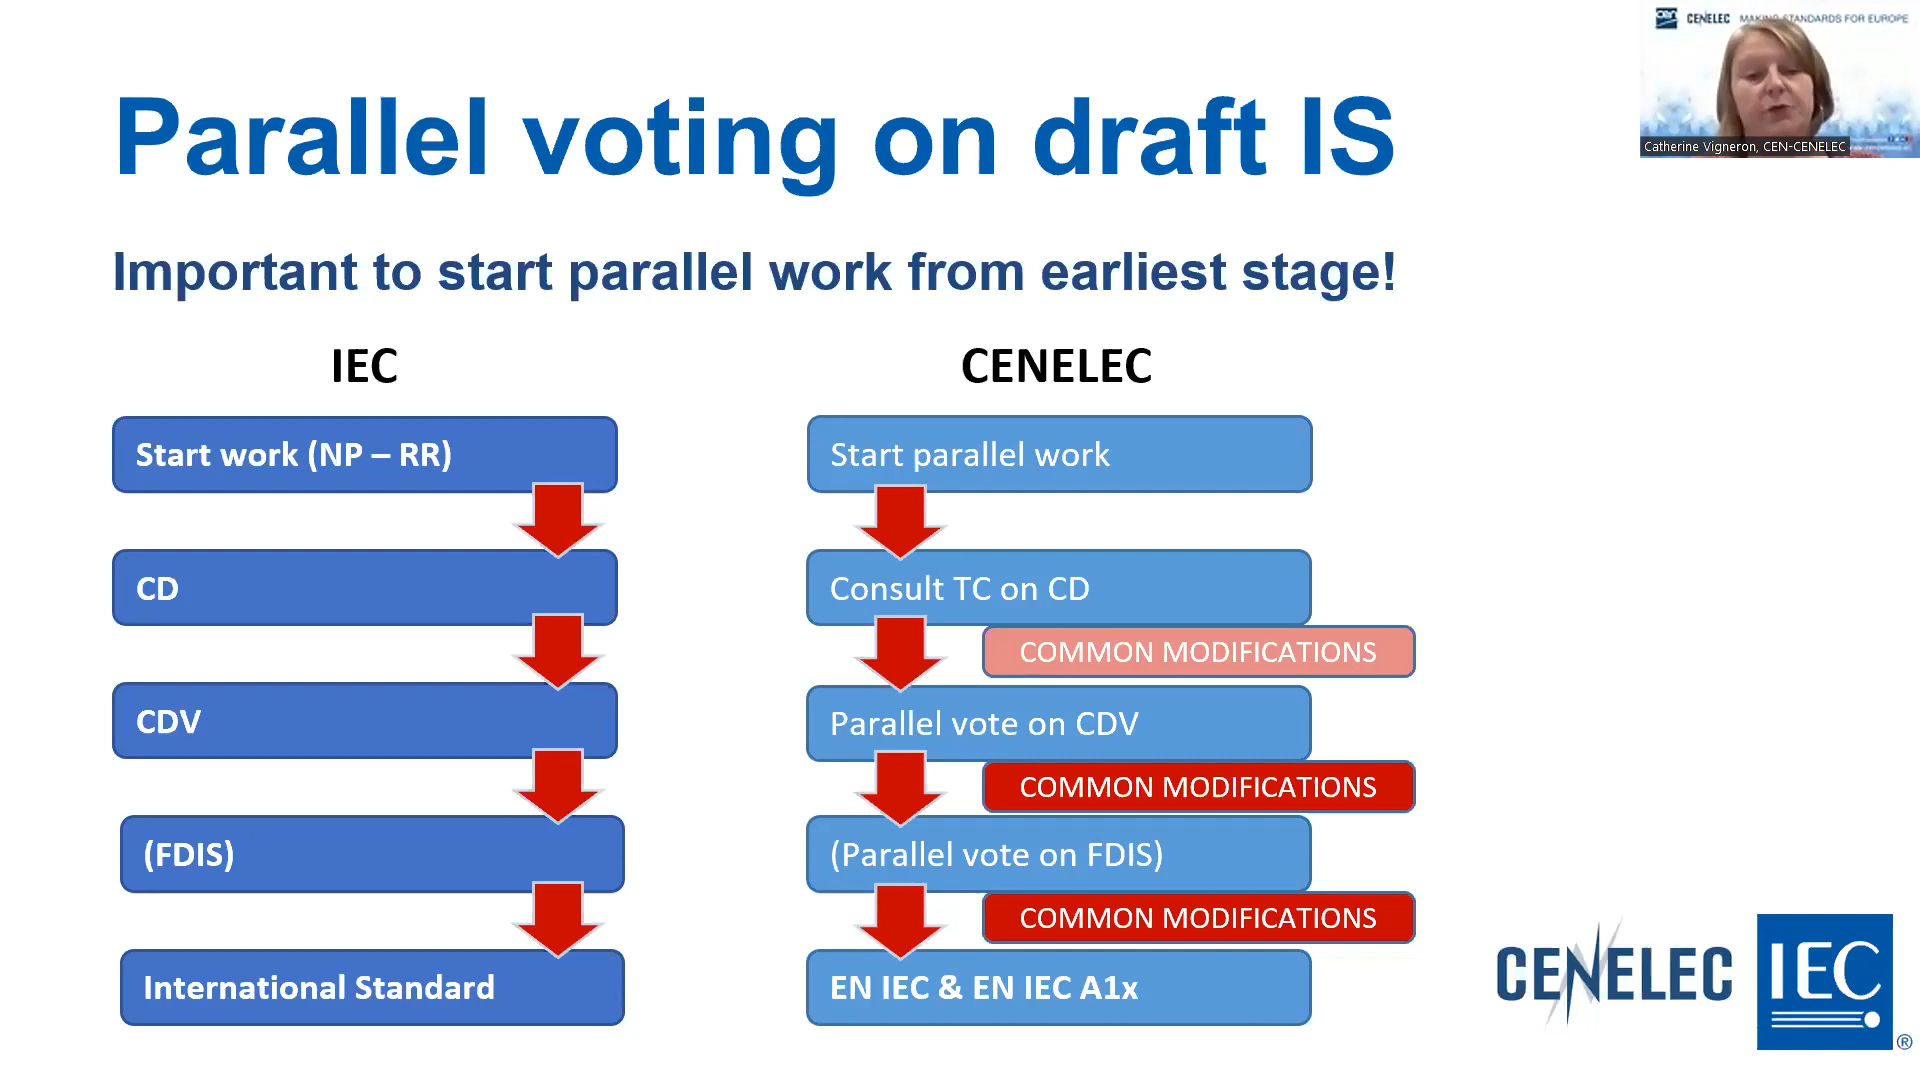 CENELEC MAKING STANDARDS FOR EUROPE
Catherine Vigneron, CEN-CENELEC
Parallel voting on draft IS
Important to start parallel work from earliest stage!
IEC
Start work (NP – RR)
CD
CDV
(FDIS)
International Standard
CENELEC
Start parallel work
Consult TC on CD
COMMON MODIFICATIONS
Parallel vote on CDV
COMMON MODIFICATIONS
(Parallel vote on FDIS)
COMMON MODIFICATIONS
EN IEC & EN IEC A1x
CENELEC
IEC
®